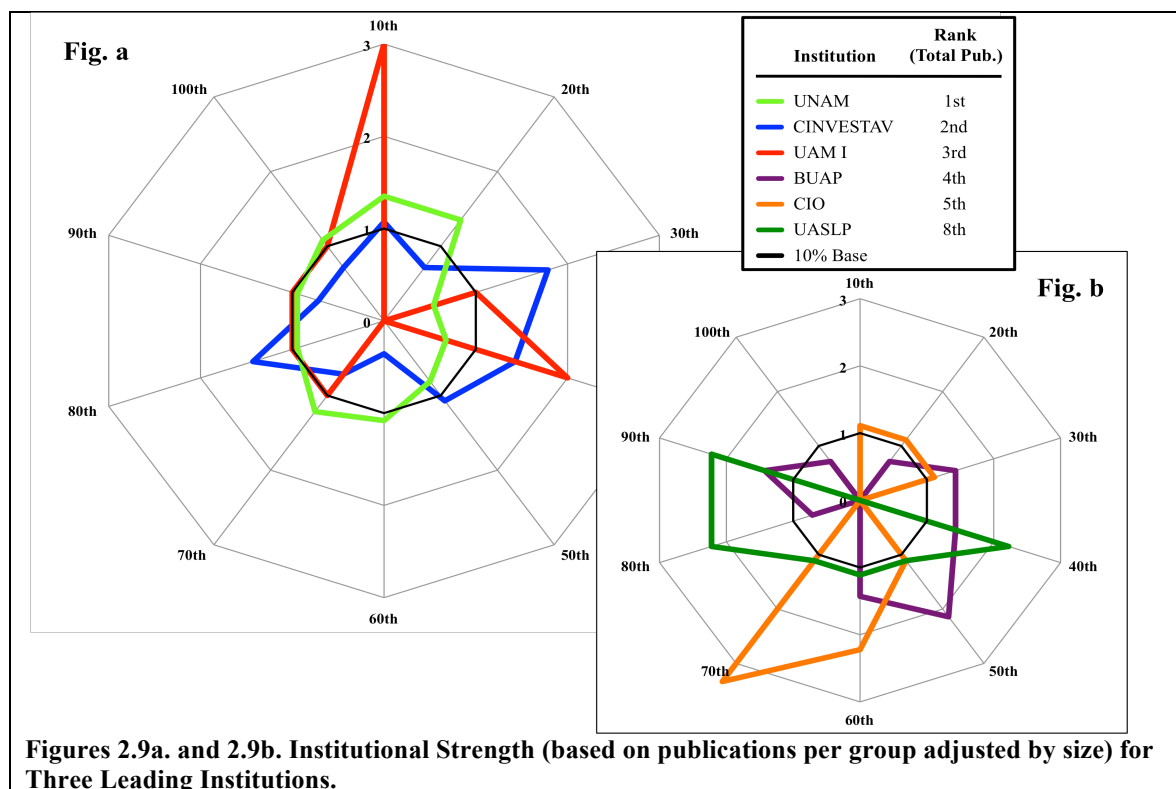 Fig. a
10th
20th
30th
50th
60th
70th
80th
90th
100th
3
2
1
0
Institution Rank (Total Pub.)
UNAM 1st
CINVESTAV 2nd
UAM I 3rd
BUAP 4th
CIO 5th
UASLP 8th
10% Base
Fig. b
10th
20th
30th
40th
50th
60th
70th
80th
90th
100th
3
2
1
0
Figures 2.9a. and 2.9b. Institutional Strength (based on publications per group adjusted by size) for
Three Leading Institutions.